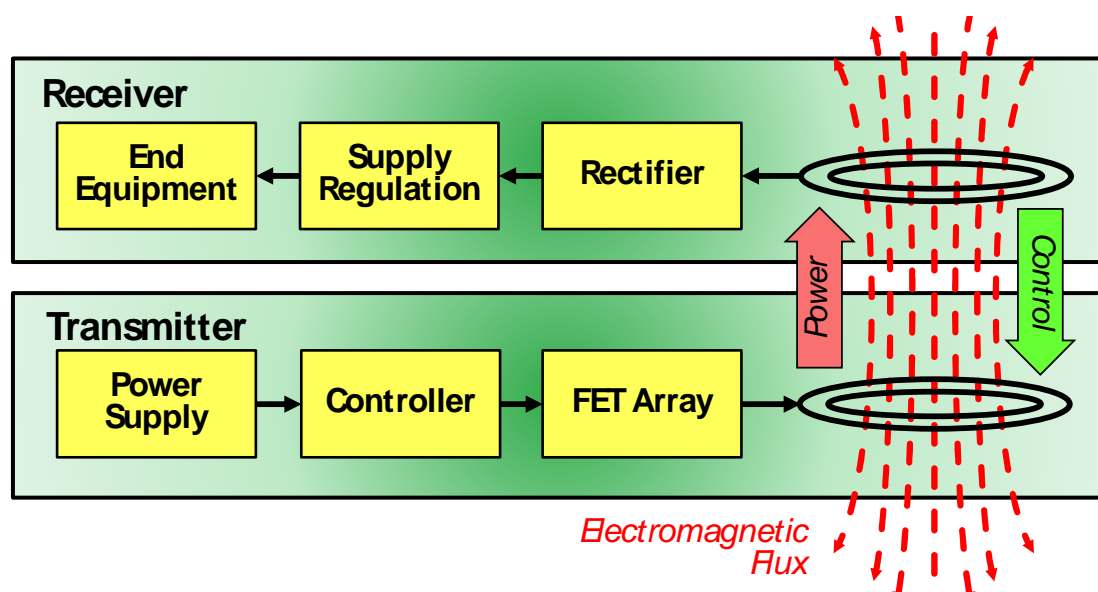 Receiver
End
Equipment
Supply
Regulation
Rectifier
Power
Control
Transmitter
Power
Supply
Controller
FET Array
Electromagnetic
Flux